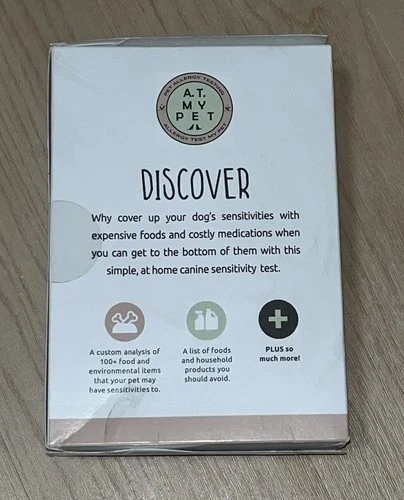 PET ALLERGY TESTING
A.T.
MY
PET
ALLERGY TEST MY PET
DISCOVER
Why cover up your dog's sensitivities with
expensive foods and costly medications when
you can get to the bottom of them with this
simple, at home canine sensitivity test.
A custom analysis of
100+ food and
environmental items
that your pet may
have sensitivities to.
A list of foods
and household
products you
should avoid.
PLUS so
much more!